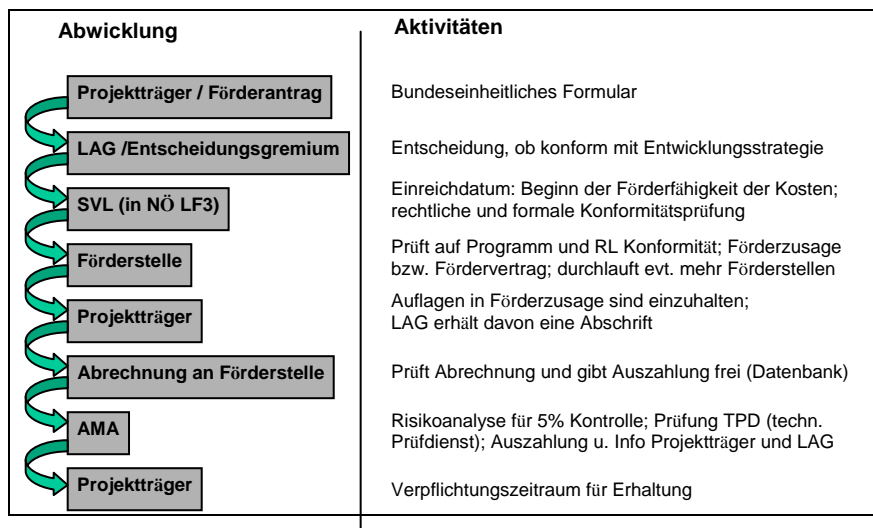 Abwicklung
Aktivitäten
Projektträger / Förderantrag
Bundeseinheitliches Formular
LAG /Entscheidungsgremium
Entscheidung, ob konform mit Entwicklungsstrategie
SVL (in NÖ LF3)
Einreichdatum: Beginn der Förderfähigkeit der Kosten;
rechtliche und formale Konformitätsprüfung
Förderstelle
Prüft auf Programm und RL Konformität; Förderzusage
bzw. Fördervertrag; durchlauft evt. mehr Förderstellen
Projektträger
Auflagen in Förderzusage sind einzuhalten;
LAG erhält davon eine Abschrift
Abrechnung an Förderstelle
Prüft Abrechnung und gibt Auszahlung frei (Datenbank)
AMA
Risikoanalyse für 5% Kontrolle; Prüfung TPD (techn.
Prüfdienst); Auszahlung u. Info Projektträger und LAG
Projektträger
Verpflichtungszeitraum für Erhaltung